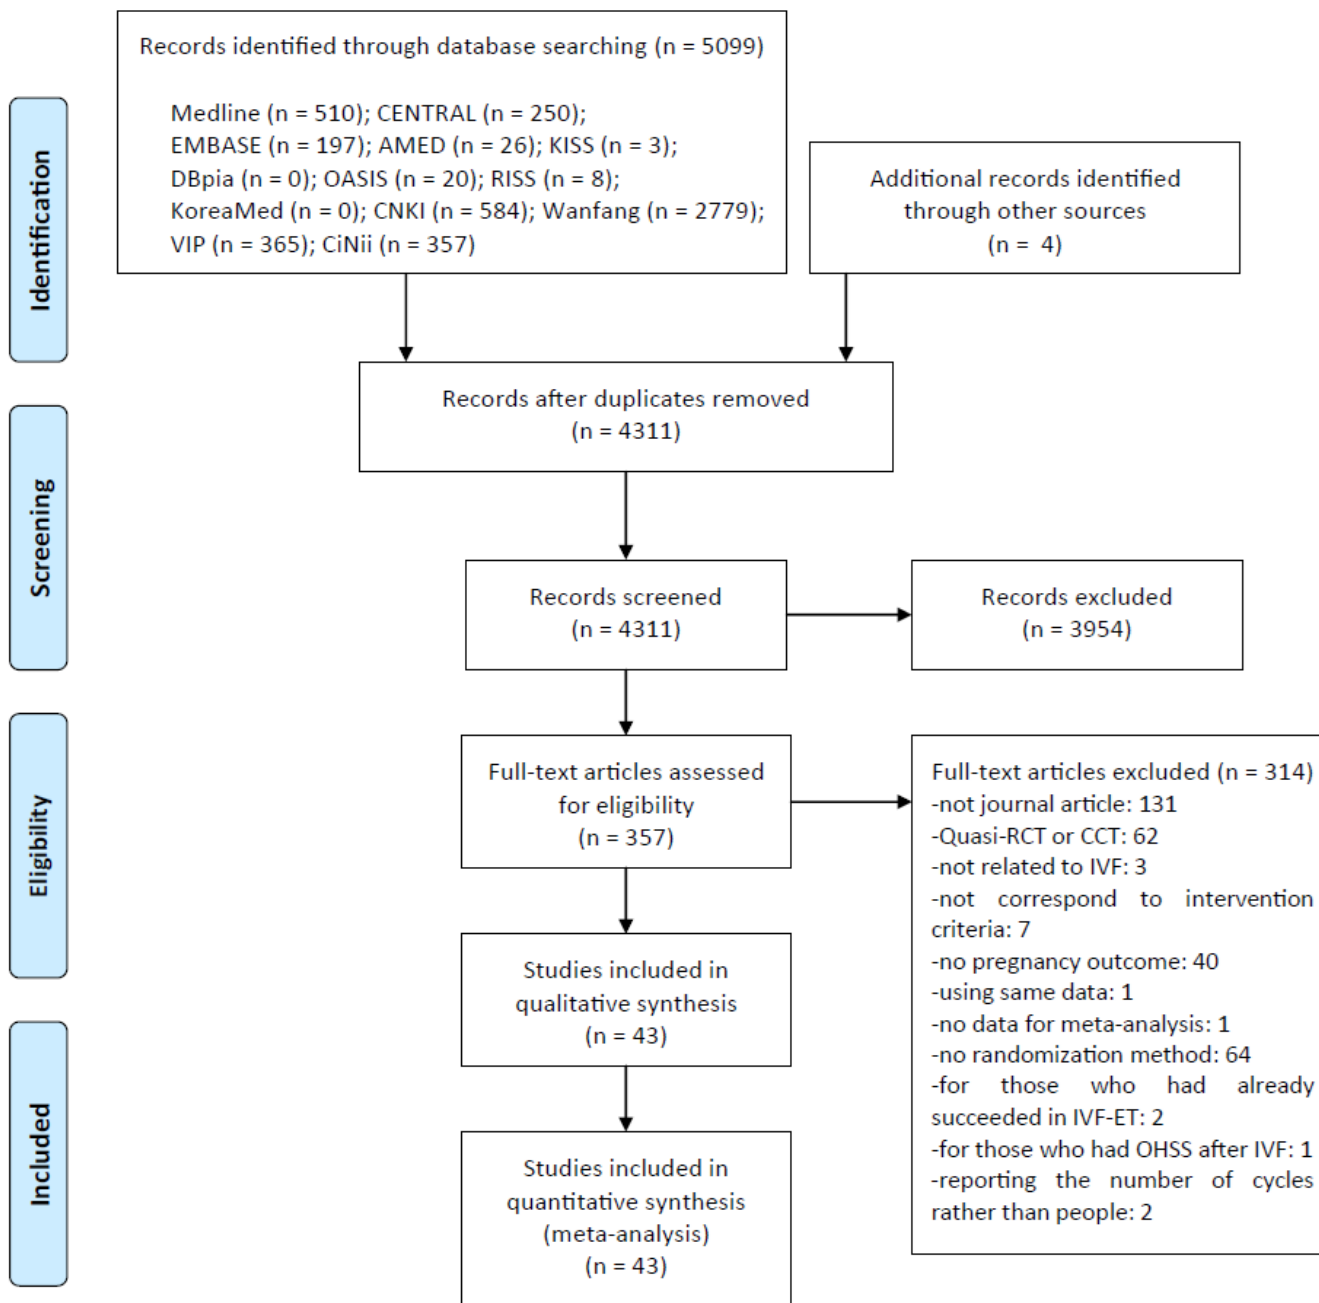 Records identified through database searching (n = 5099)
Medline (n = 510); CENTRAL (n = 250);
EMBASE (n = 197); AMED (n = 26); KISS (n = 3);
DBpia (n = 0); OASIS (n = 20); RISS (n = 8);
KoreaMed (n = 0); CNKI (n = 584); Wanfang (n = 2779);
VIP (n = 365); CiNii (n = 357)
Additional records identified
through other sources
(n = 4)
Identification
Records after duplicates removed
(n = 4311)
Screening
Records screened
(n = 4311)
Records excluded
(n = 3954)
Eligibility
Full-text articles assessed
for eligibility
(n = 357)
Full-text articles excluded (n = 314)
-not journal article: 131
-Quasi-RCT or CCT: 62
-not related to IVF: 3
-not correspond to intervention
criteria: 7
-no pregnancy outcome: 40
-using same data: 1
-no data for meta-analysis: 1
-no randomization method: 64
-for those who had already
succeeded in IVF-ET: 2
-for those who had OHSS after IVF: 1
-reporting the number of cycles
rather than people: 2
Studies included in
qualitative synthesis
(n = 43)
Included
Studies included in
quantitative synthesis
(meta-analysis)
(n = 43)